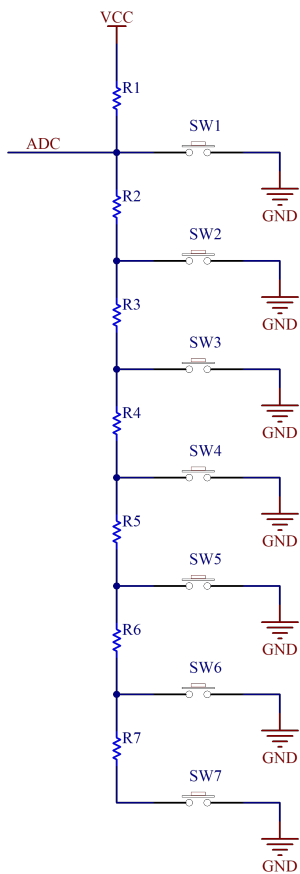 VCC
R1
SW1
ADC
R2
GND
SW2
R3
GND
SW3
R4
GND
SW4
R5
GND
SW5
R6
GND
SW6
R7
GND
SW7
GND